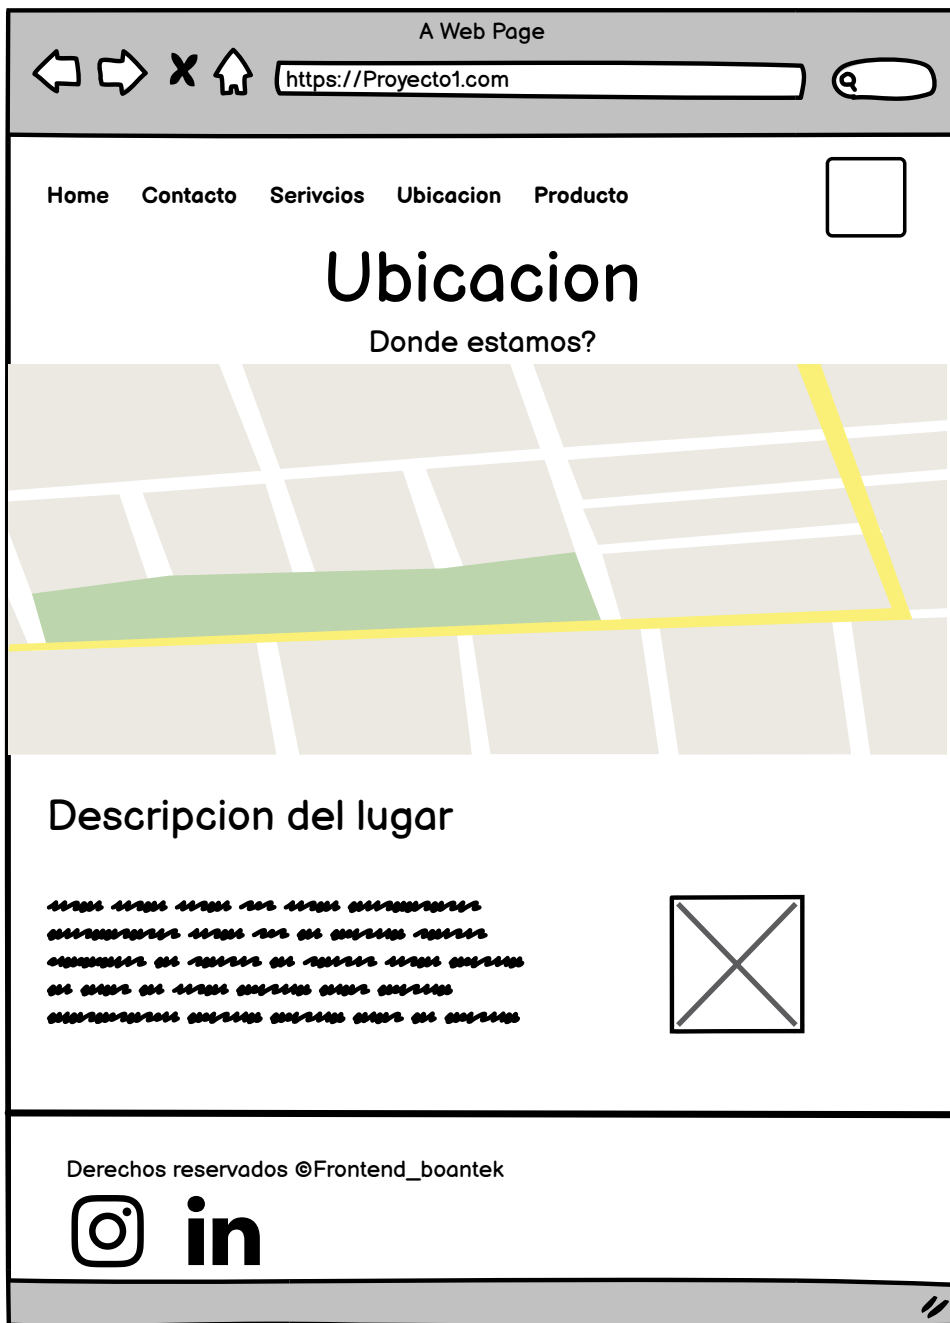 A Web Page
https://Proyecto1.com
Home Contacto Serivcios Ubicacion Producto
Ubicacion
Donde estamos?
Descripcion del lugar
Derechos reservados ©Frontend_boantek
in